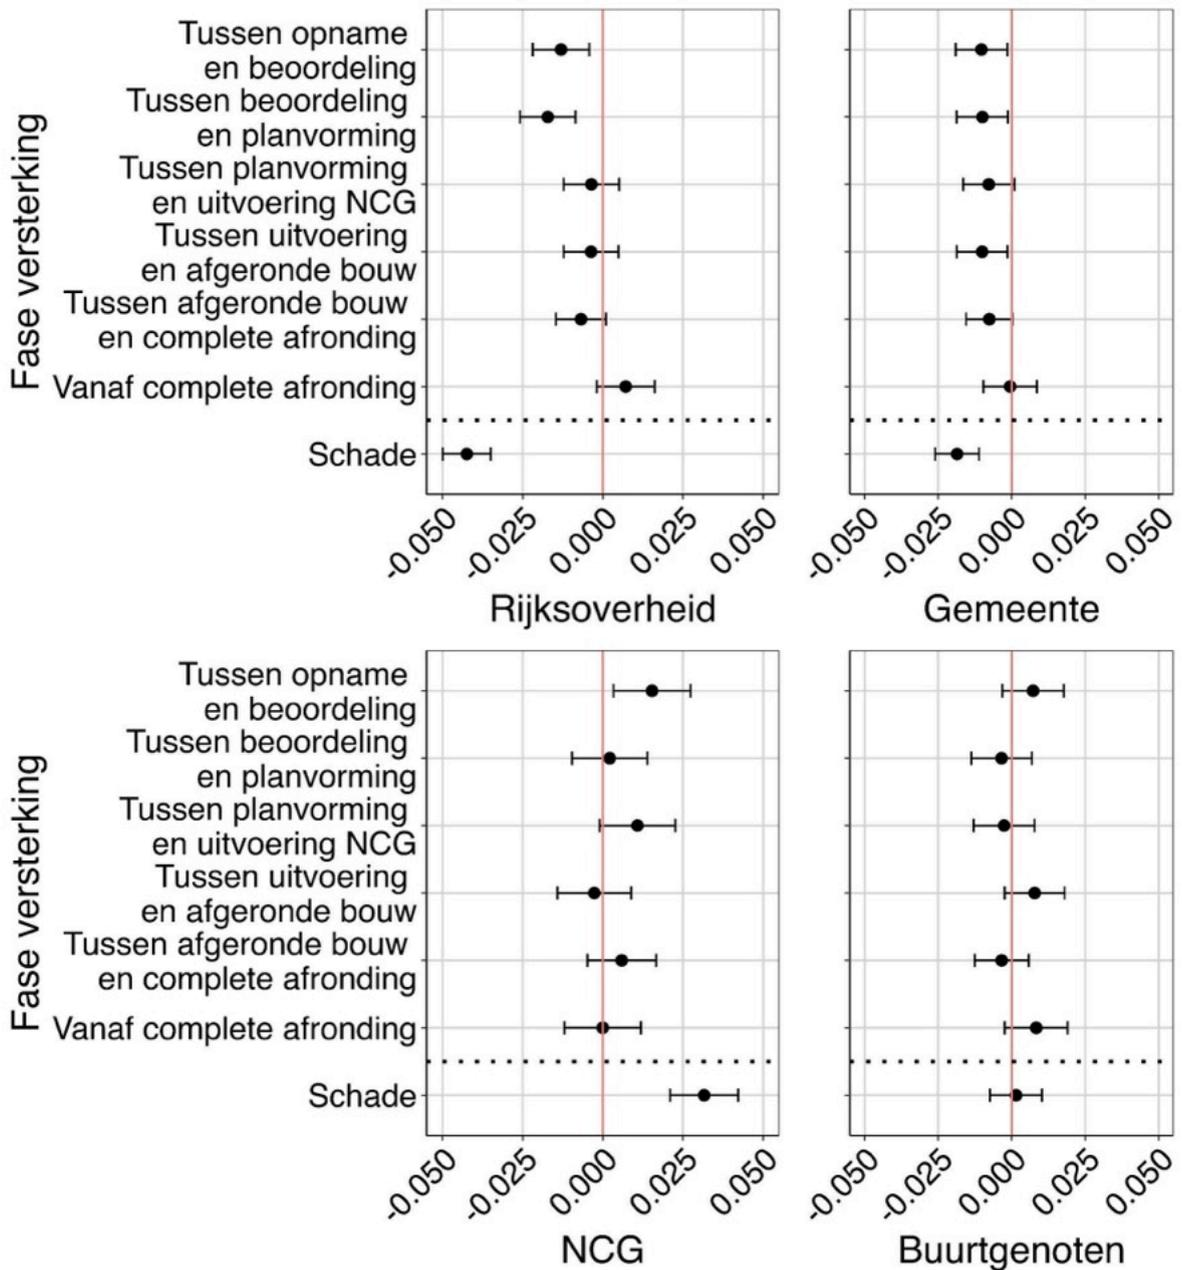 Fase versterking
Tussen opname
en beoordeling
Tussen beoordeling
en planvorming
Tussen planvorming
en uitvoering NCG
Tussen uitvoering
en afgeronde bouw
Tussen afgeronde bouw
en complete afronding
Vanaf complete afronding
Schade
-0.050 -0.025 0.000 0.025 0.050
-0.050 -0.025 0.000 0.025 0.050
Rijksoverheid
Gemeente
Fase versterking
Tussen opname
en beoordeling
Tussen beoordeling
en planvorming
Tussen planvorming
en uitvoering NCG
Tussen uitvoering
en afgeronde bouw
Tussen afgeronde bouw
en complete afronding
Vanaf complete afronding
Schade
-0.050 -0.025 0.000 0.025 0.050
-0.050 -0.025 0.000 0.025 0.050
NCG
Buurtgenoten